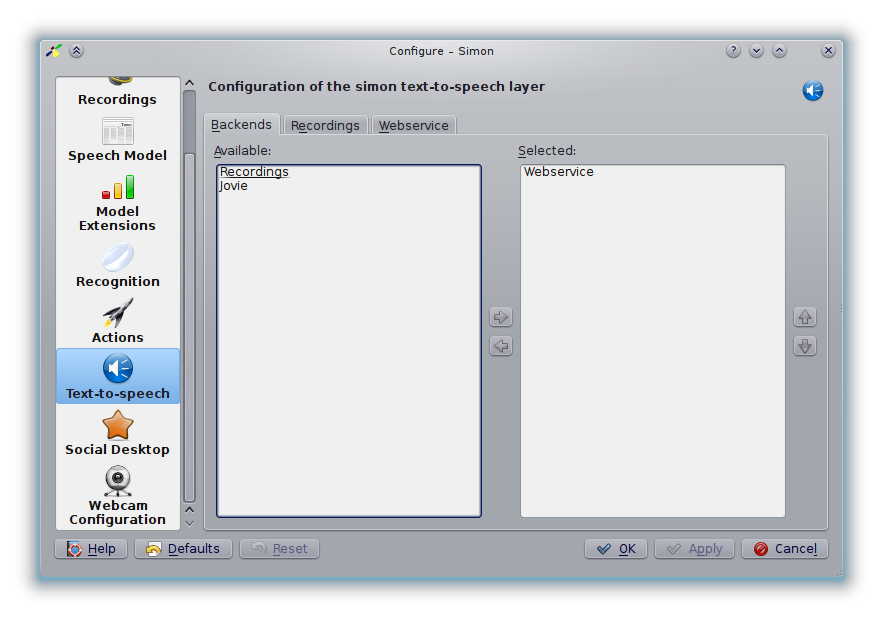 Configure – Simon
Recordings
Speech Model
Model
Extensions
Recognition
Actions
Text-to-speech
Social Desktop
Webcam
Configuration
Configuration of the simon text-to-speech layer
Backends
Recordings
Webservice
Available:
Recordings
Jovie
Selected:
Webservice
Help
Defaults
Reset
OK
Apply
Cancel